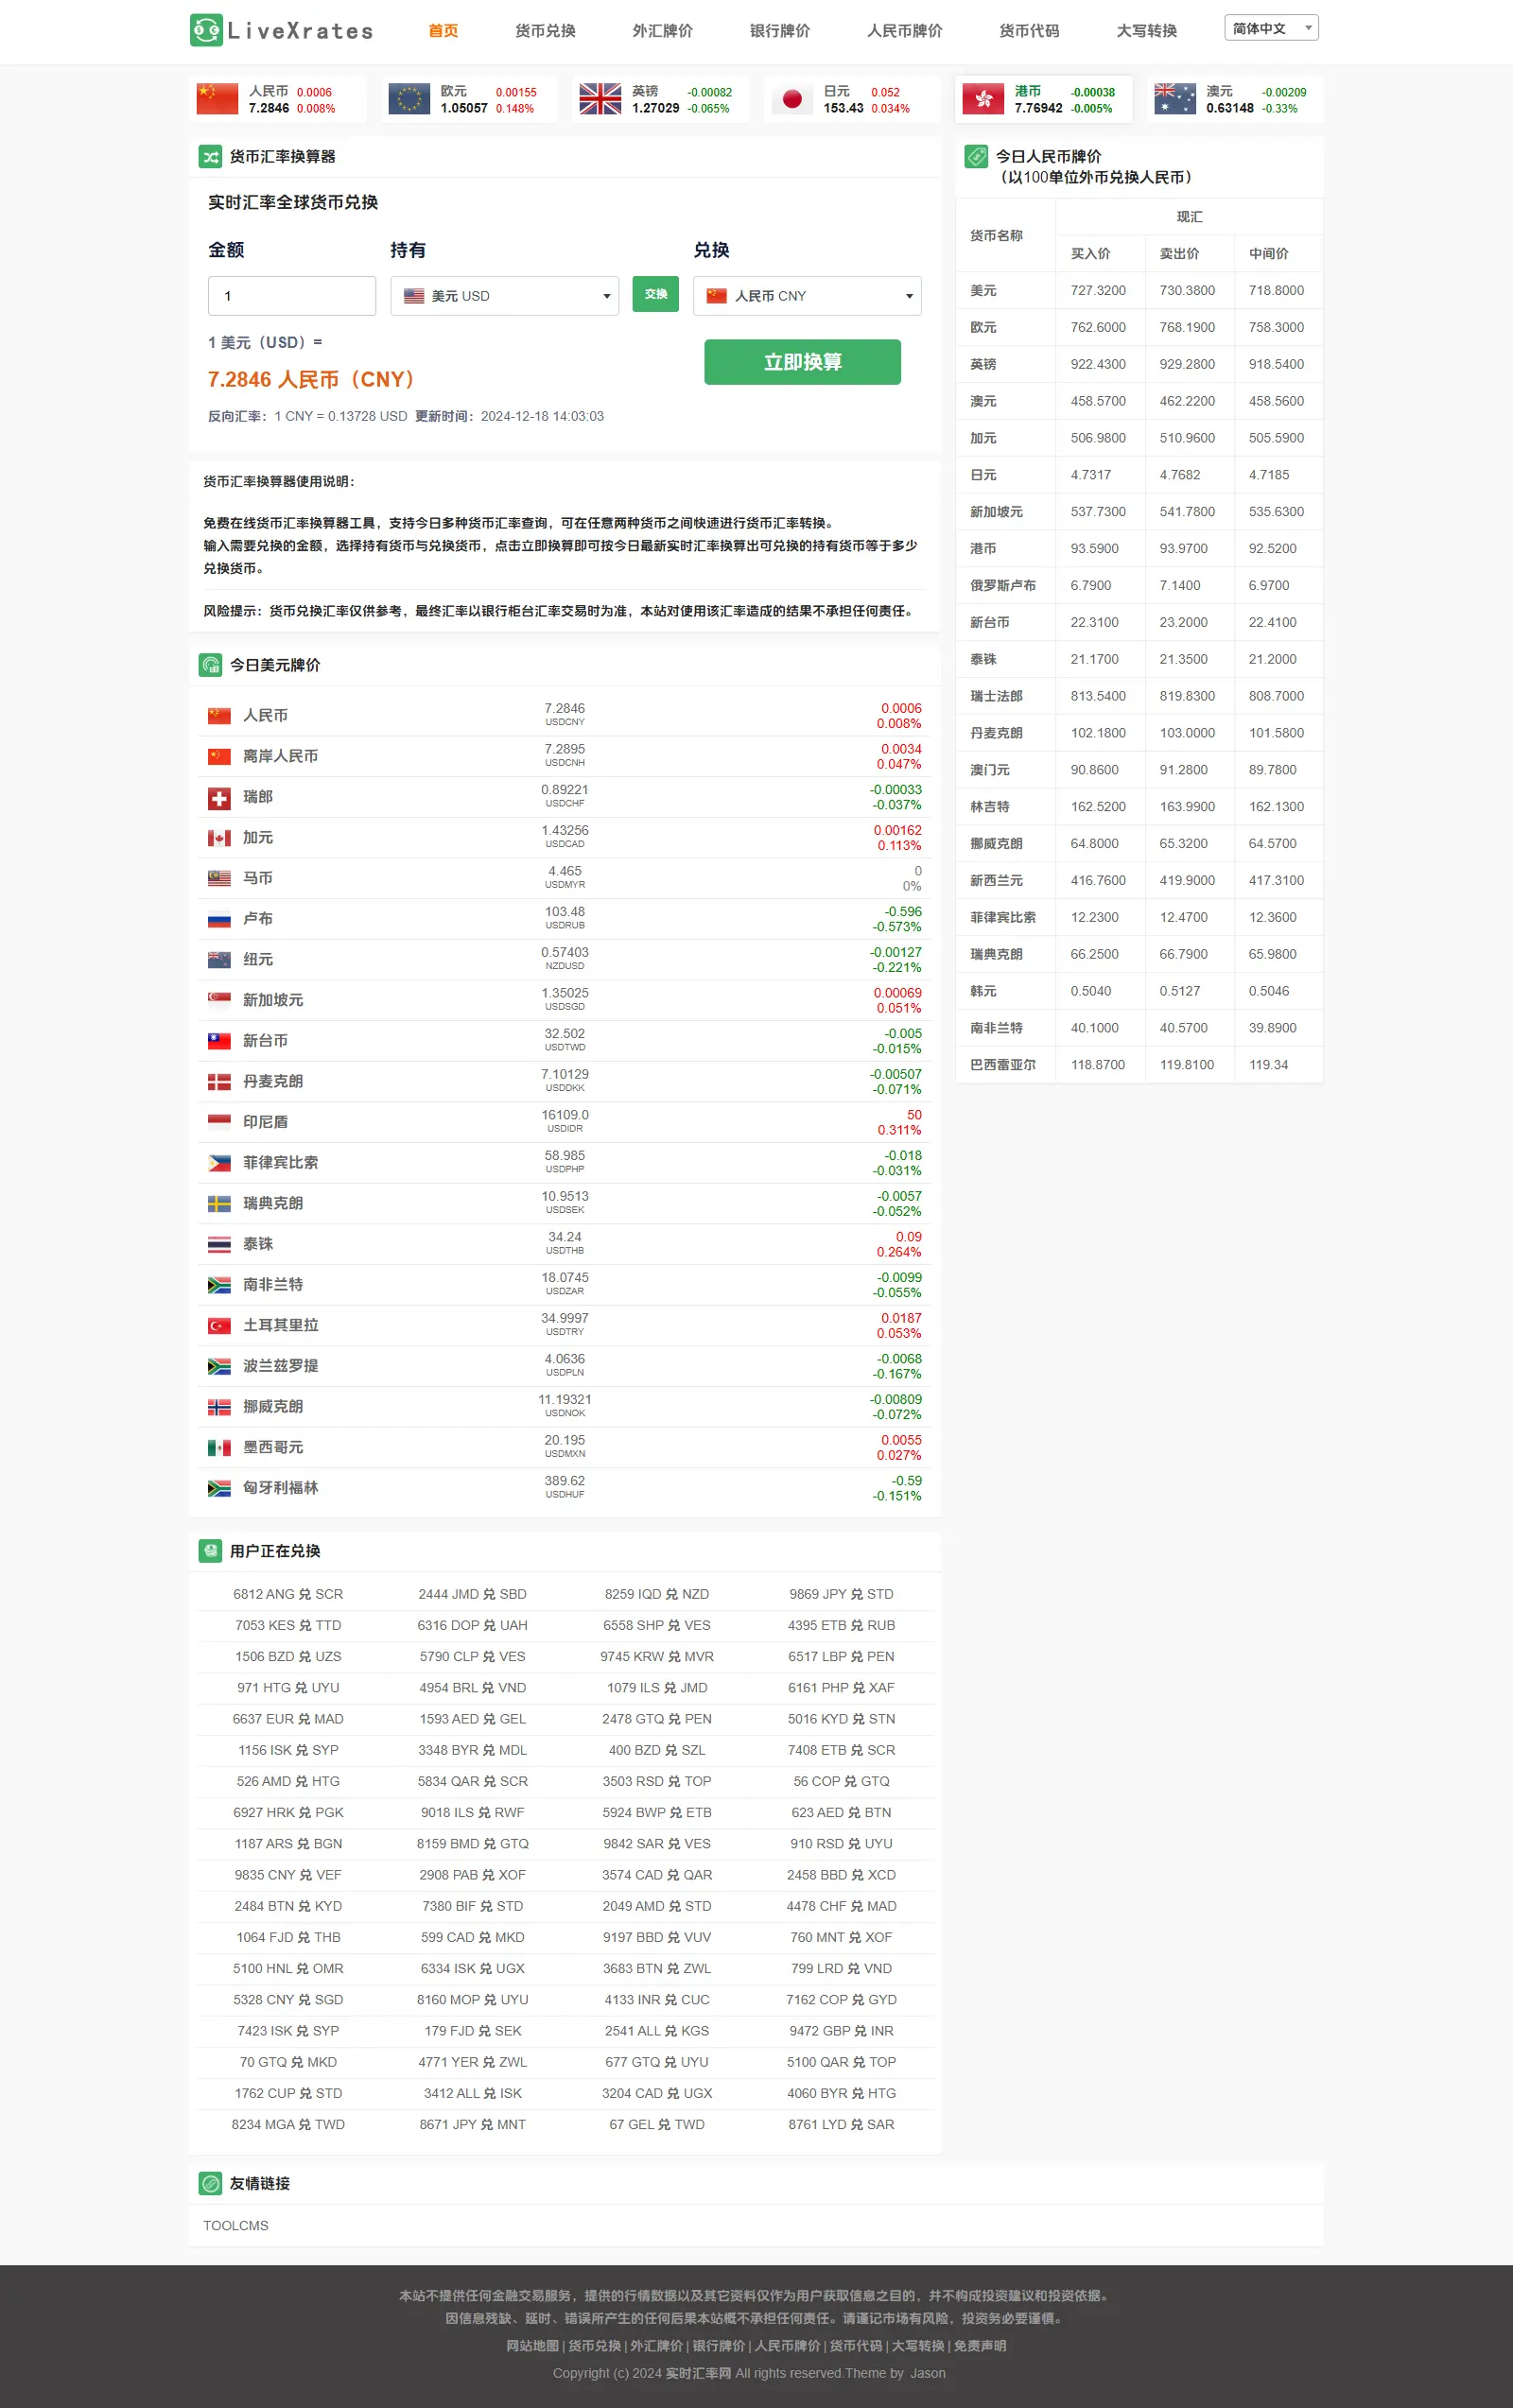 LiveXrates 首页 货币兑换 外汇牌价 银行牌价 人民币牌价 货币代码 大写转换 简体中文
人民币 0.0006
7.2846 0.008%
欧元 0.00155
1.05057 0.148%
英镑 -0.00082
1.27029 -0.065%
日元 0.052
153.43 0.034%
港币 -0.00038
7.76942 -0.005%
澳元 -0.00209
0.63148 -0.33%
货币汇率换算器
实时汇率全球货币兑换
金额 持有 兑换
1 美元 USD 交换 人民币 CNY
1 美元（USD）=
7.2846 人民币（CNY）
立即换算
反向汇率：1 CNY = 0.13728 USD 更新时间：2024-12-18 14:03:03
货币汇率换算器使用说明：
免费在线货币汇率换算器工具，支持今日多种货币汇率查询，可在任意两种货币之间快速进行货币汇率转换。
输入需要兑换的金额，选择持有货币与兑换货币，点击立即换算即可按今日最新实时汇率换算出可兑换的持有货币等于多少
兑换货币。
风险提示：货币兑换汇率仅供参考，最终汇率以银行柜台汇率交易时为准，本站对使用该汇率造成的结果不承担任何责任。
今日美元牌价
人民币 7.2846 0.0006
USDCNY 0.008%
离岸人民币 7.2895 0.0034
USDCNH 0.047%
瑞郎 0.89221 -0.00033
USDCHF -0.037%
加元 1.43256 0.00162
USDCAD 0.113%
马币 4.465 0
USDMYR 0%
卢布 103.48 -0.596
USDRUB -0.573%
纽元 0.57403 -0.00127
NZDUSD -0.221%
新加坡元 1.35025 0.00069
USDSGD 0.051%
新台币 32.502 -0.005
USDTWD -0.015%
丹麦克朗 7.10129 -0.00507
USDDKK -0.071%
印尼盾 16109.0 50
USDIDR 0.311%
菲律宾比索 58.985 -0.018
USDPHP -0.031%
瑞典克朗 10.9513 -0.0057
USDSEK -0.052%
泰铢 34.24 0.09
USDTHB 0.264%
南非兰特 18.0745 -0.0099
USDZAR -0.055%
土耳其里拉 34.9997 0.0187
USDTRY 0.053%
波兰兹罗提 4.0636 -0.0068
USDPLN -0.167%
挪威克朗 11.19321 -0.00809
USDNOK -0.072%
墨西哥元 20.195 0.0055
USDMXN 0.027%
匈牙利福林 389.62 -0.59
USDHUF -0.151%
用户正在兑换
6812 ANG 兑 SCR 2444 JMD 兑 SBD 8259 IQD 兑 NZD 9869 JPY 兑 STD
7053 KES 兑 TTD 6316 DOP 兑 UAH 6558 SHP 兑 VES 4395 ETB 兑 RUB
1506 BZD 兑 UZS 5790 CLP 兑 VES 9745 KRW 兑 MVR 6517 LBP 兑 PEN
971 HTG 兑 UYU 4954 BRL 兑 VND 1079 ILS 兑 JMD 6161 PHP 兑 XAF
6637 EUR 兑 MAD 1593 AED 兑 GEL 2478 GTQ 兑 PEN 5016 KYD 兑 STN
1156 ISK 兑 SYP 3348 BYR 兑 MDL 400 BZD 兑 SZL 7408 ETB 兑 SCR
526 AMD 兑 HTG 5834 QAR 兑 SCR 3503 RSD 兑 TOP 56 COP 兑 GTQ
6927 HRK 兑 PGK 9018 ILS 兑 RWF 5924 BWP 兑 ETB 623 AED 兑 BTN
1187 ARS 兑 BGN 8159 BMD 兑 GTQ 9842 SAR 兑 VES 910 RSD 兑 UYU
9835 CNY 兑 VEF 2908 PAB 兑 XOF 3574 CAD 兑 QAR 2458 BBD 兑 XCD
2484 BTN 兑 KYD 7380 BIF 兑 STD 2049 AMD 兑 STD 4478 CHF 兑 MAD
1064 FJD 兑 THB 599 CAD 兑 MKD 9197 BBD 兑 VUV 760 MNT 兑 XOF
5100 HNL 兑 OMR 6334 ISK 兑 UGX 3683 BTN 兑 ZWL 799 LRD 兑 VND
5328 CNY 兑 SGD 8160 MOP 兑 UYU 4133 INR 兑 CUC 7162 COP 兑 GYD
7423 ISK 兑 SYP 179 FJD 兑 SEK 2541 ALL 兑 KGS 9472 GBP 兑 INR
70 GTQ 兑 MKD 4771 YER 兑 ZWL 677 GTQ 兑 UYU 5100 QAR 兑 TOP
1762 CUP 兑 STD 3412 ALL 兑 ISK 3204 CAD 兑 UGX 4060 BYR 兑 HTG
8234 MGA 兑 TWD 8671 JPY 兑 MNT 67 GEL 兑 TWD 8761 LYD 兑 SAR
今日人民币牌价
（以100单位外币兑换人民币）
货币名称 现汇
买入价 卖出价 中间价
美元 727.3200 730.3800 718.8000
欧元 762.6000 768.1900 758.3000
英镑 922.4300 929.2800 918.5400
澳元 458.5700 462.2200 458.5600
加元 506.9800 510.9600 505.5900
日元 4.7317 4.7682 4.7185
新加坡元 537.7300 541.7800 535.6300
港币 93.5900 93.9700 92.5200
俄罗斯卢布 6.7900 7.1400 6.9700
新台币 22.3100 23.2000 22.4100
泰铢 21.1700 21.3500 21.2000
瑞士法郎 813.5400 819.8300 808.7000
丹麦克朗 102.1800 103.0000 101.5800
澳门元 90.8600 91.2800 89.7800
林吉特 162.5200 163.9900 162.1300
挪威克朗 64.8000 65.3200 64.5700
新西兰元 416.7600 419.9000 417.3100
菲律宾比索 12.2300 12.4700 12.3600
瑞典克朗 66.2500 66.7900 65.9800
韩元 0.5040 0.5127 0.5046
南非兰特 40.1000 40.5700 39.8900
巴西雷亚尔 118.8700 119.8100 119.34
友情链接
TOOLCMS
本站不提供任何金融交易服务，提供的行情数据以及其它资料仅作为用户获取信息之目的，并不构成投资建议和投资依据。
因信息残缺、延时、错误所产生的任何后果本站概不承担任何责任。请谨记市场有风险，投资务必要谨慎。
网站地图 | 货币兑换 | 外汇牌价 | 银行牌价 | 人民币牌价 | 货币代码 | 大写转换 | 免责声明
Copyright (c) 2024 实时汇率网 All rights reserved.Theme by Jason